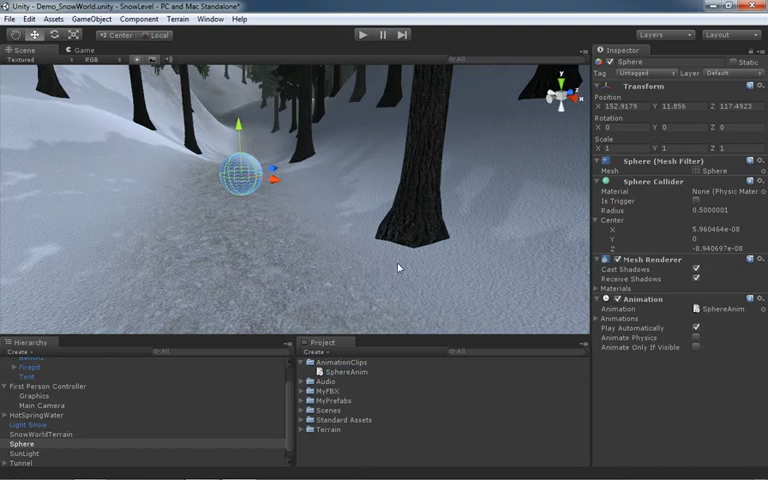 Unity - Demo_SnowWorld.unity - SnowLevel - PC and Mac Standalone*
File Edit Assets GameObject Component Terrain Window Help
Center Local Layers Layout
Scene Game
Textured RGB All
y
z
x
Inspector
Sphere Static
Tag Untagged Layer Default
Transform
Position
X 152.9179 Y 11.856 Z 117.4923
Rotation
X 0 Y 0 Z 0
Scale
X 1 Y 1 Z 1
Sphere (Mesh Filter)
Mesh Sphere
Sphere Collider
Material None (Physic Mater
Is Trigger
Radius 0.5000001
Center
X 5.960464e-08
Y 0
Z -8.940697e-08
Mesh Renderer
Cast Shadows
Receive Shadows
Materials
Animation
Animation SphereAnim
Animations
Play Automatically
Animate Physics
Animate Only If Visible
Hierarchy
Create All
Firepit
Tent
First Person Controller
Graphics
Main Camera
HotSpringWater
Light Snow
SnowWorldTerrain
Sphere
SunLight
Tunnel
Project
Create All
AnimationClips
SphereAnim
Audio
MyFBX
MyPrefabs
Scenes
Standard Assets
Terrain